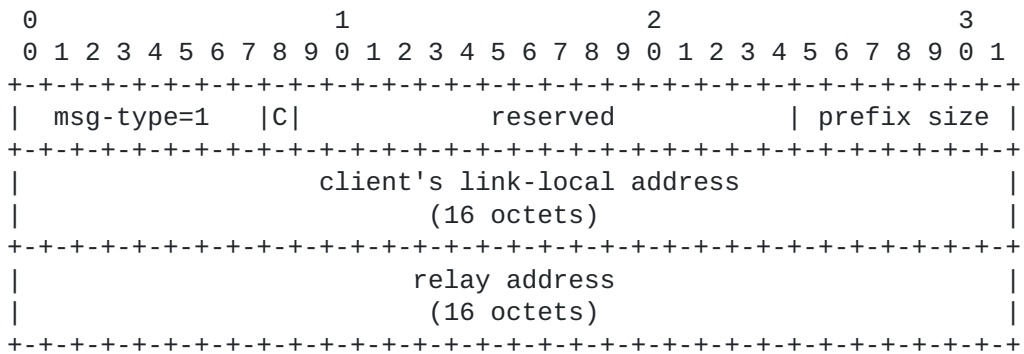 0                   1                   2                   3
 0 1 2 3 4 5 6 7 8 9 0 1 2 3 4 5 6 7 8 9 0 1 2 3 4 5 6 7 8 9 0 1
+-+-+-+-+-+-+-+-+-+-+-+-+-+-+-+-+-+-+-+-+-+-+-+-+-+-+-+-+-+-+-+-+
|  msg-type=1   |C|            reserved           | prefix size |
+-+-+-+-+-+-+-+-+-+-+-+-+-+-+-+-+-+-+-+-+-+-+-+-+-+-+-+-+-+-+-+-+
|                   client's link-local address                 |
|                          (16 octets)                          |
+-+-+-+-+-+-+-+-+-+-+-+-+-+-+-+-+-+-+-+-+-+-+-+-+-+-+-+-+-+-+-+-+
|                         relay address                         |
|                          (16 octets)                          |
+-+-+-+-+-+-+-+-+-+-+-+-+-+-+-+-+-+-+-+-+-+-+-+-+-+-+-+-+-+-+-+-+